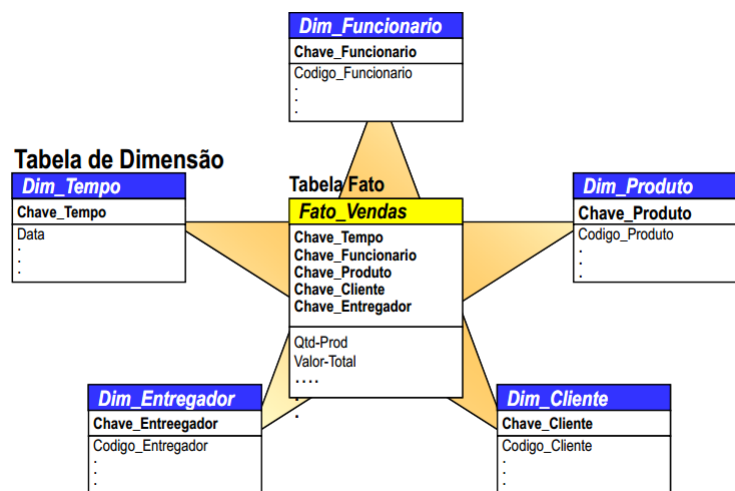 Dim_Funcionario
Chave_Funcionario
Codigo_Funcionario
.
.
.
Tabela de Dimensão
Dim_Tempo
Chave_Tempo
Data
.
.
.
Tabela Fato
Fato_Vendas
Chave_Tempo
Chave_Funcionario
Chave_Produto
Chave_Cliente
Chave_Entregador
Qtd-Prod
Valor-Total
....
.
.
Dim_Produto
Chave_Produto
Codigo_Produto
.
.
.
Dim_Entregador
Chave_Entreegador
Codigo_Entregador
.
.
.
Dim_Cliente
Chave_Cliente
Codigo_Cliente
.
.
.